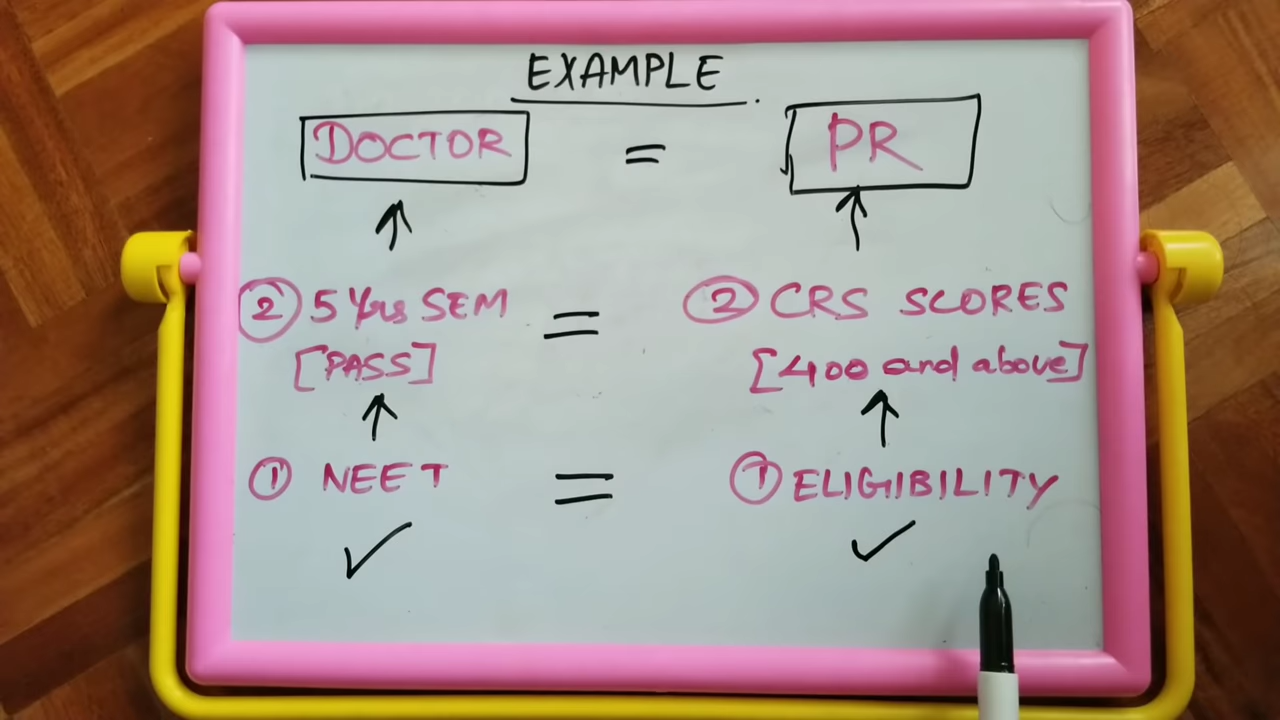 EXAMPLE
DOCTOR = PR
② 5 Yrs SEM = ② CRS SCORES
[PASS] [400 and above]
① NEET = ① ELIGIBILITY